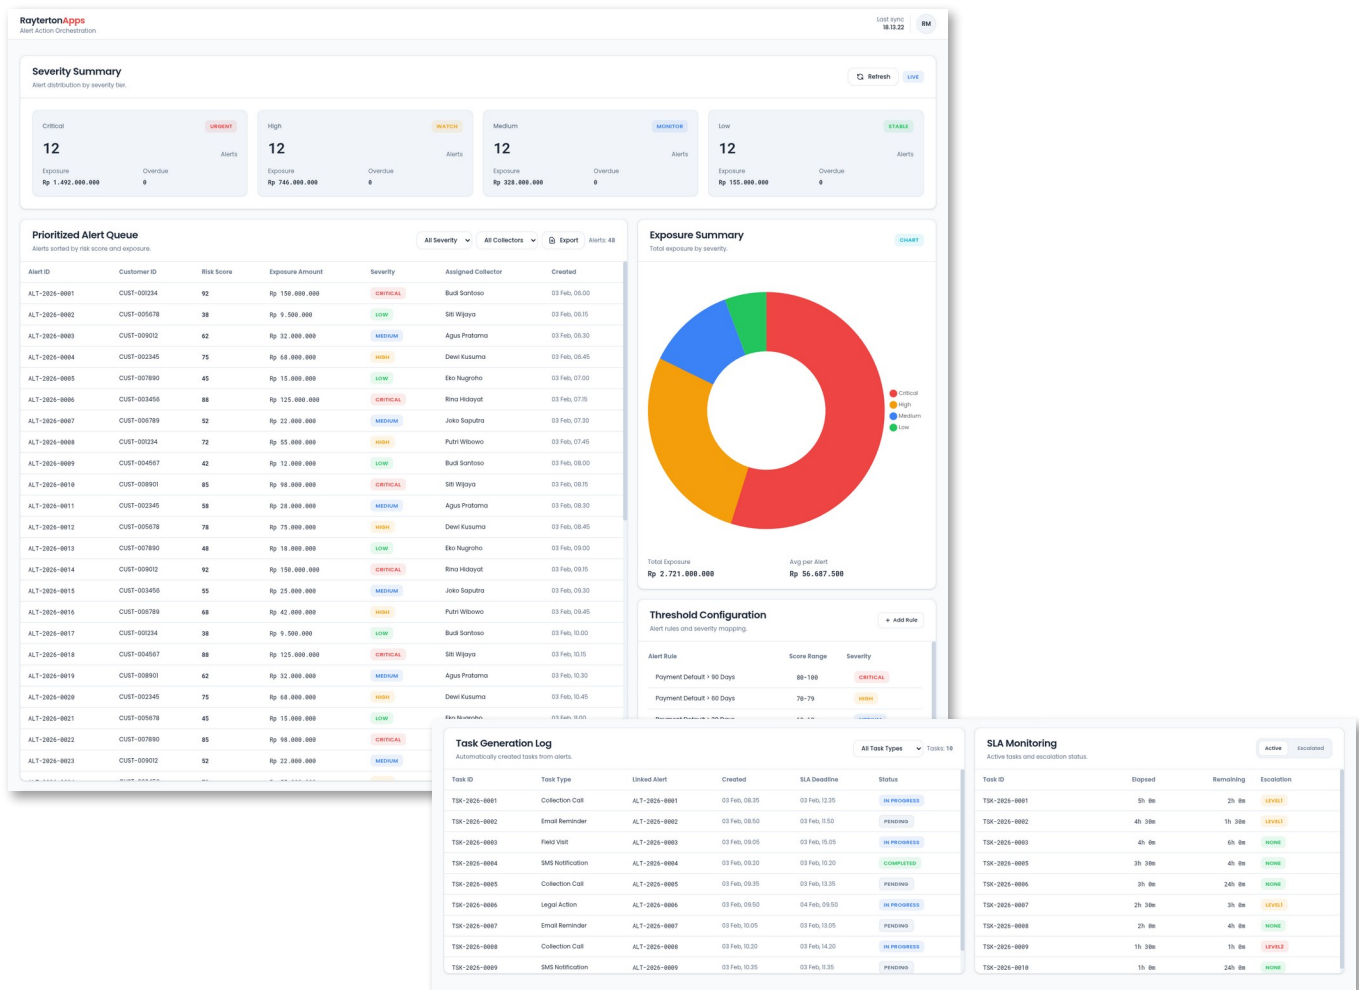 RaytertonApps
Alert Action Orchestration
Last sync
18.13.22
RM
Severity Summary
Alert distribution by severity tier.
Refresh
LIVE
Critical URGENT
12 Alerts
Exposure Overdue
Rp 1.492.000.000 0
High WATCH
12 Alerts
Exposure Overdue
Rp 746.000.000 0
Medium MONITOR
12 Alerts
Exposure Overdue
Rp 328.000.000 0
Low STABLE
12 Alerts
Exposure Overdue
Rp 155.000.000 0
Prioritized Alert Queue
Alerts sorted by risk score and exposure.
All Severity All Collectors Export Alerts: 48
Alert ID Customer ID Risk Score Exposure Amount Severity Assigned Collector Created
ALT-2026-0001 CUST-001234 92 Rp 150.000.000 CRITICAL Budi Santoso 03 Feb, 06.00
ALT-2026-0002 CUST-005678 38 Rp 9.500.000 LOW Siti Wijaya 03 Feb, 06.15
ALT-2026-0003 CUST-009012 62 Rp 32.000.000 MEDIUM Agus Pratama 03 Feb, 06.30
ALT-2026-0004 CUST-002345 75 Rp 68.000.000 HIGH Dewi Kusuma 03 Feb, 06.45
ALT-2026-0005 CUST-007890 45 Rp 15.000.000 LOW Eko Nugroho 03 Feb, 07.00
ALT-2026-0006 CUST-003456 88 Rp 125.000.000 CRITICAL Rina Hidayat 03 Feb, 07.15
ALT-2026-0007 CUST-006789 52 Rp 22.000.000 MEDIUM Joko Saputra 03 Feb, 07.30
ALT-2026-0008 CUST-001234 72 Rp 55.000.000 HIGH Putri Wibowo 03 Feb, 07.45
ALT-2026-0009 CUST-004567 42 Rp 12.000.000 LOW Budi Santoso 03 Feb, 08.00
ALT-2026-0010 CUST-008901 85 Rp 98.000.000 CRITICAL Siti Wijaya 03 Feb, 08.15
ALT-2026-0011 CUST-002345 58 Rp 28.000.000 MEDIUM Agus Pratama 03 Feb, 08.30
ALT-2026-0012 CUST-005678 78 Rp 75.000.000 HIGH Dewi Kusuma 03 Feb, 08.45
ALT-2026-0013 CUST-007890 48 Rp 18.000.000 LOW Eko Nugroho 03 Feb, 09.00
ALT-2026-0014 CUST-009012 92 Rp 150.000.000 CRITICAL Rina Hidayat 03 Feb, 09.15
ALT-2026-0015 CUST-003456 55 Rp 25.000.000 MEDIUM Joko Saputra 03 Feb, 09.30
ALT-2026-0016 CUST-006789 68 Rp 42.000.000 HIGH Putri Wibowo 03 Feb, 09.45
ALT-2026-0017 CUST-001234 38 Rp 9.500.000 LOW Budi Santoso 03 Feb, 10.00
ALT-2026-0018 CUST-004567 88 Rp 125.000.000 CRITICAL Siti Wijaya 03 Feb, 10.15
ALT-2026-0019 CUST-008901 62 Rp 32.000.000 MEDIUM Agus Pratama 03 Feb, 10.30
ALT-2026-0020 CUST-002345 75 Rp 68.000.000 HIGH Dewi Kusuma 03 Feb, 10.45
ALT-2026-0021 CUST-005678 45 Rp 15.000.000 LOW Eko Nugroho 03 Feb, 11.00
ALT-2026-0022 CUST-007890 85 Rp 98.000.000 CRITICAL
ALT-2026-0023 CUST-009012 52 Rp 22.000.000 MEDIUM
Exposure Summary
Total exposure by severity.
CHART
Critical
High
Medium
Low
Total Exposure Avg per Alert
Rp 2.721.000.000 Rp 56.687.500
Threshold Configuration
Alert rules and severity mapping.
+ Add Rule
Alert Rule Score Range Severity
Payment Default > 90 Days 80-100 CRITICAL
Payment Default > 60 Days 70-79 HIGH
Task Generation Log
Automatically created tasks from alerts.
All Task Types Tasks: 10
Task ID Task Type Linked Alert Created SLA Deadline Status
TSK-2026-0001 Collection Call ALT-2026-0001 03 Feb, 08.35 03 Feb, 12.35 IN PROGRESS
TSK-2026-0002 Email Reminder ALT-2026-0002 03 Feb, 08.50 03 Feb, 11.50 PENDING
TSK-2026-0003 Field Visit ALT-2026-0003 03 Feb, 09.05 03 Feb, 15.05 IN PROGRESS
TSK-2026-0004 SMS Notification ALT-2026-0004 03 Feb, 09.20 03 Feb, 10.20 COMPLETED
TSK-2026-0005 Collection Call ALT-2026-0005 03 Feb, 09.35 03 Feb, 13.35 PENDING
TSK-2026-0006 Legal Action ALT-2026-0006 03 Feb, 09.50 04 Feb, 09.50 IN PROGRESS
TSK-2026-0007 Email Reminder ALT-2026-0007 03 Feb, 10.05 03 Feb, 13.05 PENDING
TSK-2026-0008 Collection Call ALT-2026-0008 03 Feb, 10.20 03 Feb, 14.20 IN PROGRESS
TSK-2026-0009 SMS Notification ALT-2026-0009 03 Feb, 10.35 03 Feb, 11.35 PENDING
SLA Monitoring
Active tasks and escalation status.
Active Escalated
Task ID Elapsed Remaining Escalation
TSK-2026-0001 5h 0m 2h 0m LEVEL1
TSK-2026-0002 4h 30m 1h 30m LEVEL1
TSK-2026-0003 4h 0m 6h 0m NONE
TSK-2026-0005 3h 30m 4h 0m NONE
TSK-2026-0006 3h 0m 24h 0m NONE
TSK-2026-0007 2h 30m 3h 0m LEVEL1
TSK-2026-0008 2h 0m 4h 0m NONE
TSK-2026-0009 1h 30m 1h 0m LEVEL2
TSK-2026-0010 1h 0m 24h 0m NONE